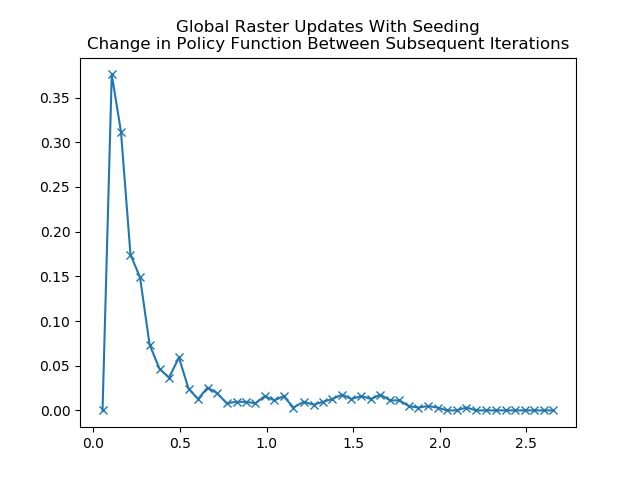 Global Raster Updates With Seeding
Change in Policy Function Between Subsequent Iterations
0.35
0.30
0.25
0.20
0.15
0.10
0.05
0.00
0.0 0.5 1.0 1.5 2.0 2.5